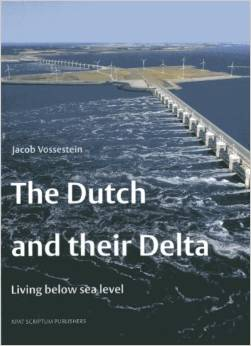 Jacob Vossestein
The Dutch
and their Delta
Living below sea level
XPAT SCRIPTUM PUBLISHERS